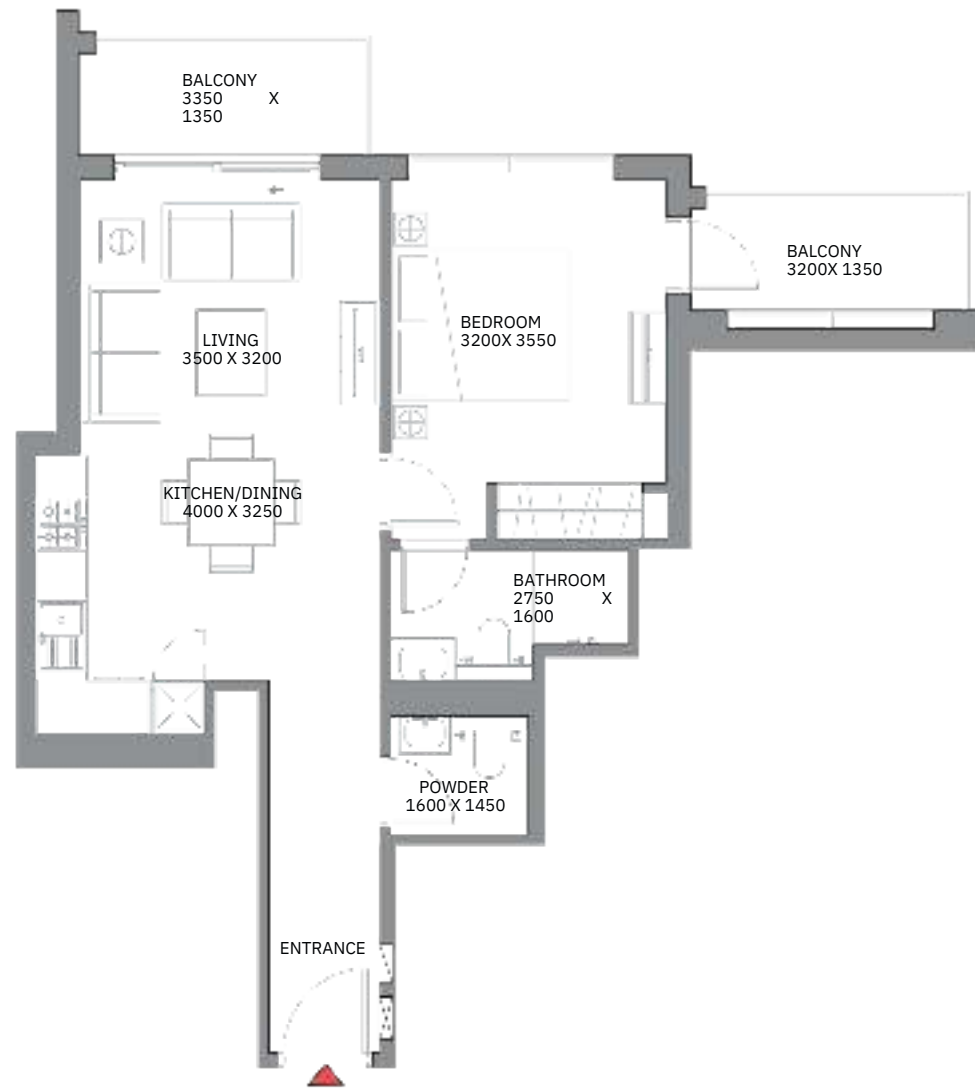 BALCONY
3350 X
1350
BALCONY
3200X 1350
BEDROOM
3200X 3550
LIVING
3500 X 3200
KITCHEN/DINING
4000 X 3250
BATHROOM
2750 X
1600
POWDER
1600 X 1450
ENTRANCE